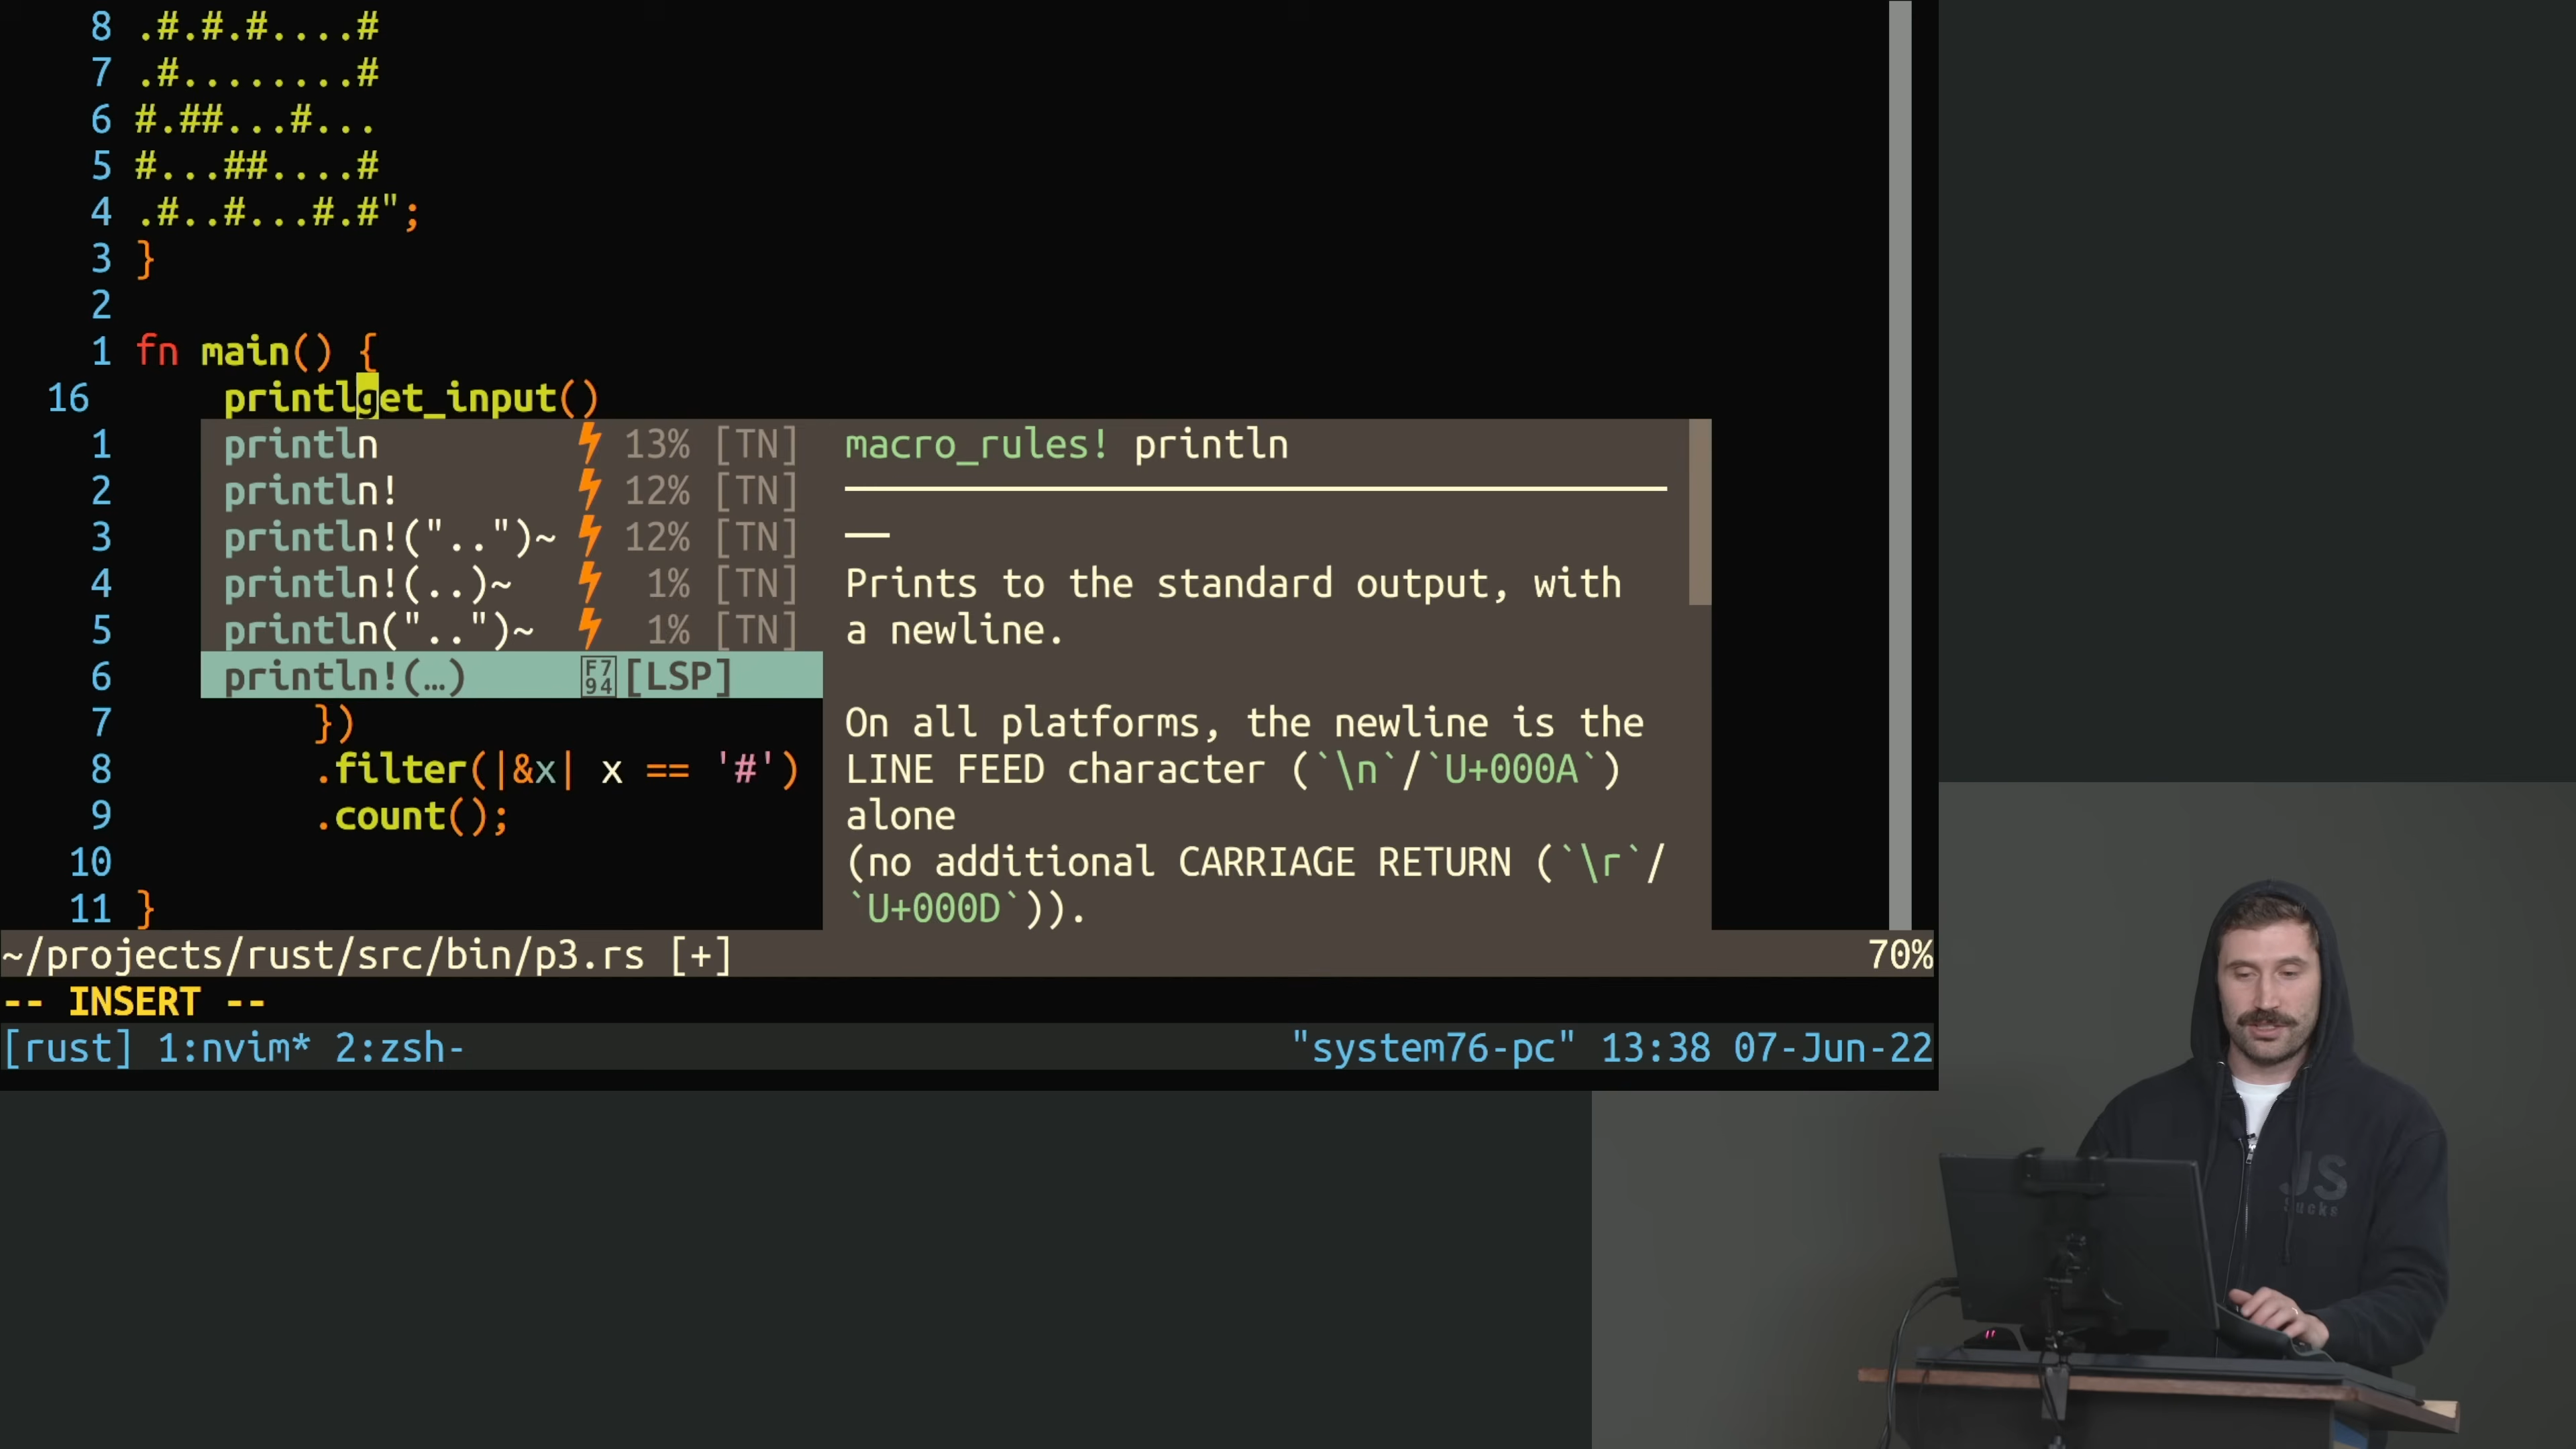 8 .#.#.#....#
7 .#........#
6 #.##...#...
5 #...##....#
4 .#..#...#.#";
3 }
2
1 fn main() {
16 printlget_input()
1 println 13% [TN]
2 println! 12% [TN]
3 println!("..")~ 12% [TN]
4 println!(..)~ 1% [TN]
5 println("..")~ 1% [TN]
6 println!(…) F794 [LSP]
7 })
8 .filter(|&x| x == '#')
9 .count();
10
11 }
macro_rules! println
Prints to the standard output, with
a newline.
On all platforms, the newline is the
LINE FEED character (`\n`/`U+000A`)
alone
(no additional CARRIAGE RETURN (`\r`/
`U+000D`)).
~/projects/rust/src/bin/p3.rs [+] 70%
-- INSERT --
[rust] 1:nvim* 2:zsh- "system76-pc" 13:38 07-Jun-22
JS
sucks